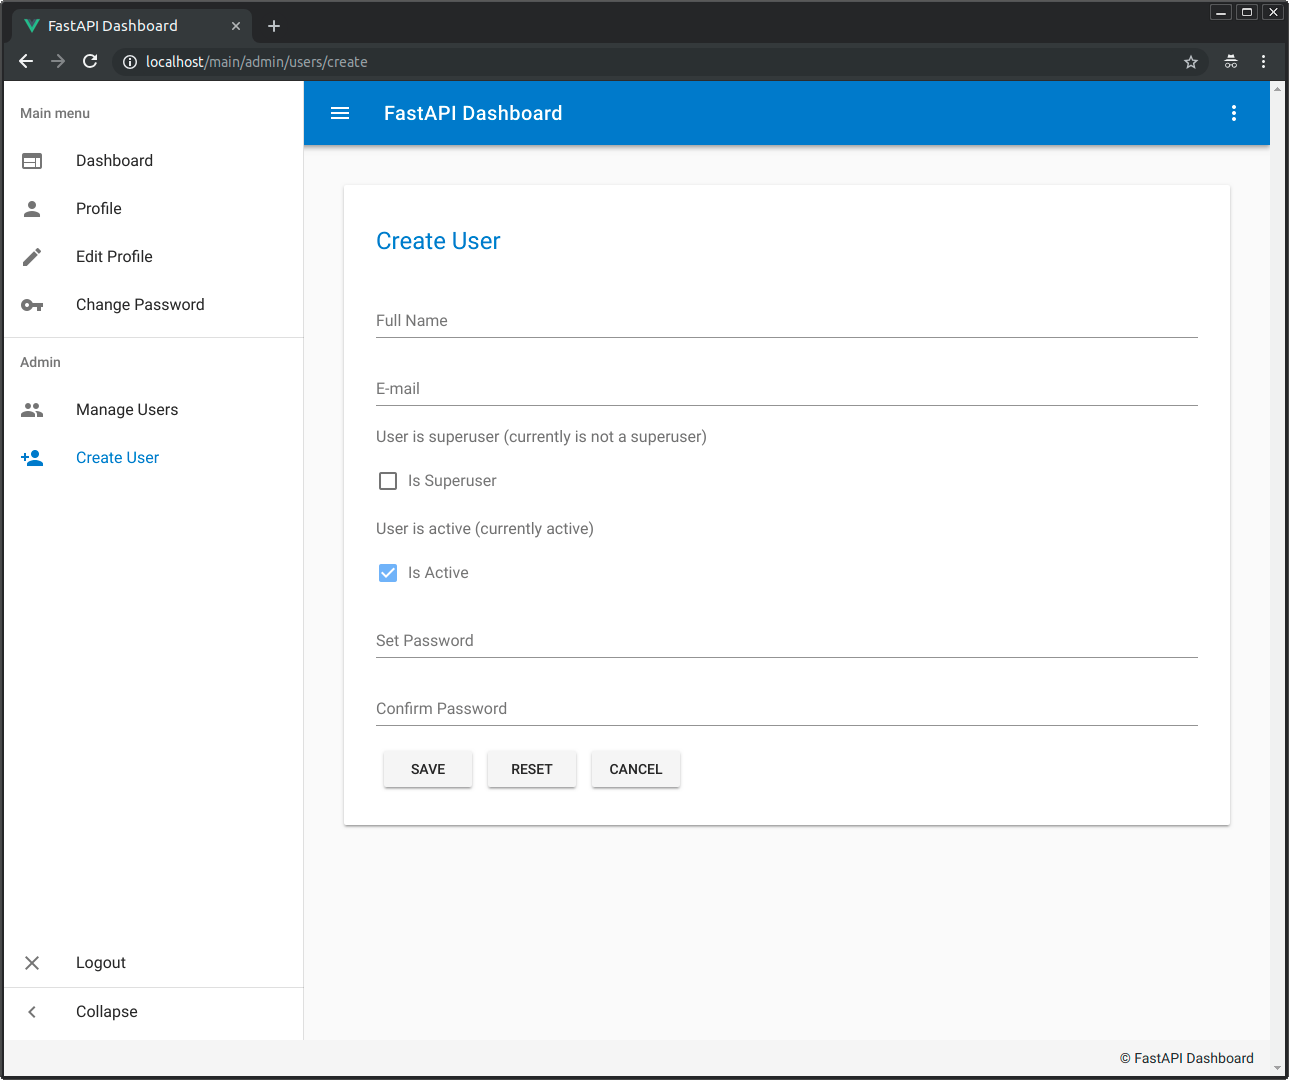 FastAPI Dashboard
localhost/main/admin/users/create
Main menu
Dashboard
Profile
Edit Profile
Change Password
Admin
Manage Users
Create User
Logout
Collapse
FastAPI Dashboard
Create User
Full Name
E-mail
User is superuser (currently is not a superuser)
Is Superuser
User is active (currently active)
Is Active
Set Password
Confirm Password
SAVE RESET CANCEL
© FastAPI Dashboard